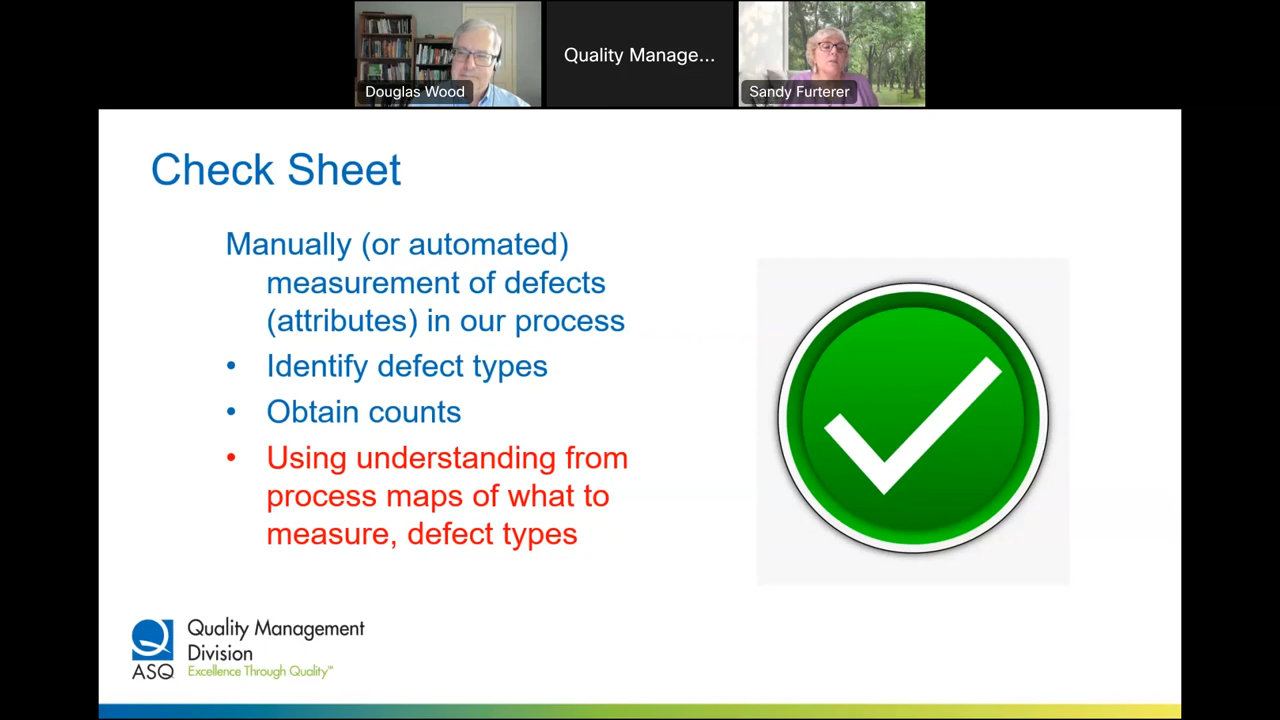 Quality Manage...
Douglas Wood
Sandy Furterer
Check Sheet
Manually (or automated)
measurement of defects
(attributes) in our process
• Identify defect types
• Obtain counts
• Using understanding from
process maps of what to
measure, defect types
Quality Management
Division
ASQ
Excellence Through Quality™